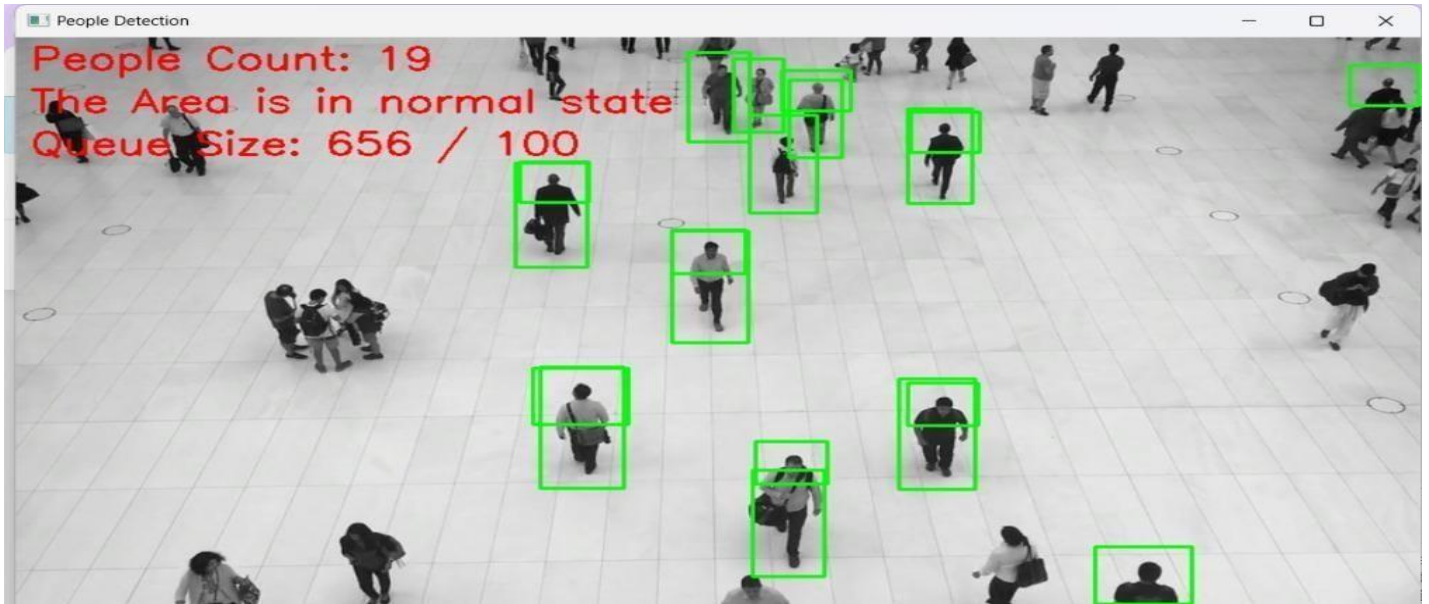 People Detection
People Count: 19
The Area is in normal state
Queue Size: 656 / 100